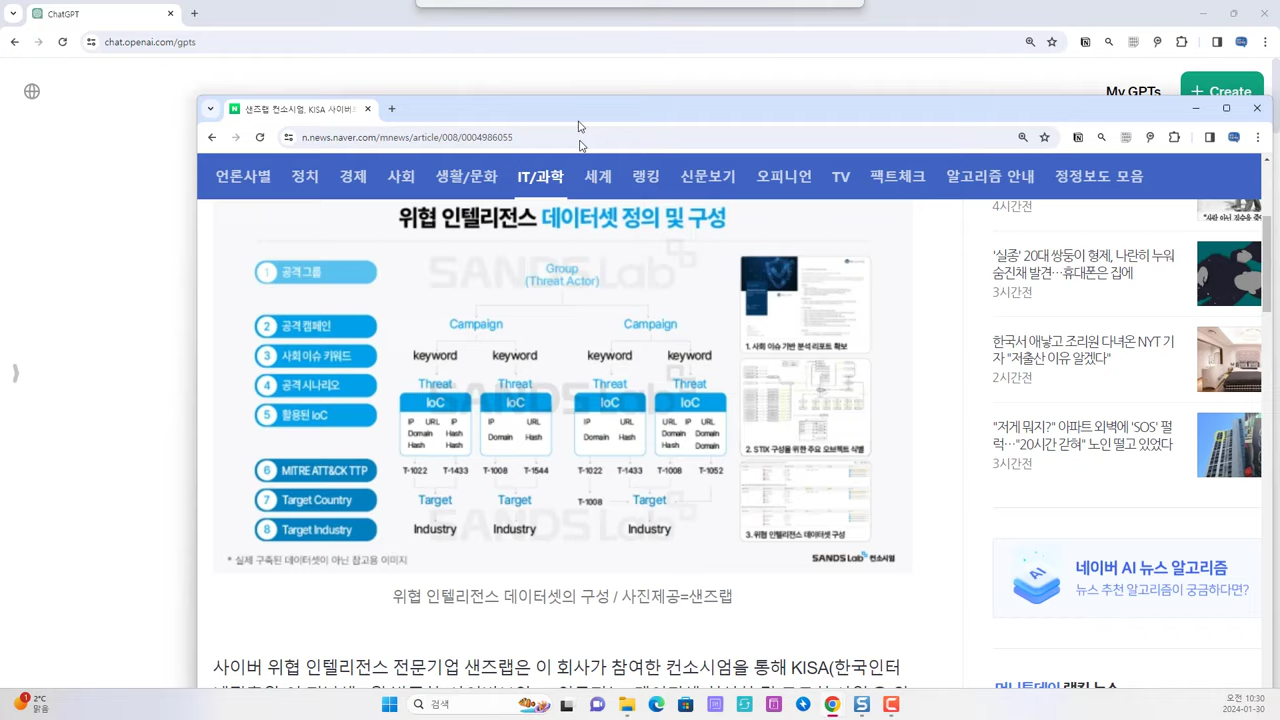 ChatGPT
chat.openai.com/gpts
My GPTs
Create
샌즈랩 컨소시엄, KISA 사이버
n.news.naver.com/mnews/article/008/0004986055
언론사별 정치 경제 사회 생활/문화 IT/과학 세계 랭킹 신문보기 오피니언 TV 팩트체크 알고리즘 안내 정정보도 모음
위협 인텔리전스 데이터셋 정의 및 구성
SANDS Lab
1 공격그룹
Group
(Threat Actor)
2 공격 캠페인
Campaign Campaign
3 사회 이슈 키워드
keyword keyword keyword keyword
4 공격 시나리오
Threat Threat Threat Threat
5 활용된 IoC
IoC IoC IoC IoC
IP URL URL IP URL URL IP
Domain Hash Domain Hash Domain Hash Hash Domain
Hash Domain
6 MITRE ATT&CK TTP
T-1022 T-1433 T-1008 T-1544 T-1022 T-1433 T-1008 T-1052
7 Target Country
Target Target T-1008 Target
8 Target Industry
Industry Industry Industry
1. 사회 이슈 기반 분석 리포트 확보
2. STIX 구성을 위한 주요 오브젝트 식별
3. 위협 인텔리전스 데이터셋 구성
* 실제 구축된 데이터셋이 아닌 참고용 이미지
SANDS Lab 컨소시엄
위협 인텔리전스 데이터셋의 구성 / 사진제공=샌즈랩
사이버 위협 인텔리전스 전문기업 샌즈랩은 이 회사가 참여한 컨소시엄을 통해 KISA(한국인터
4시간전
'실종' 20대 쌍둥이 형제, 나란히 누워
숨진채 발견…휴대폰은 집에
3시간전
한국서 애낳고 조리원 다녀온 NYT 기
자 "저출산 이유 알겠다"
2시간전
"저게 뭐지?" 아파트 외벽에 'SOS' 펄
럭…"20시간 갇혀" 노인 떨고 있었다
3시간전
네이버 AI 뉴스 알고리즘
뉴스 추천 알고리즘이 궁금하다면?
머니투데이 랭킹 뉴스
2°C
맑음
검색
오전 10:30
2024-01-30